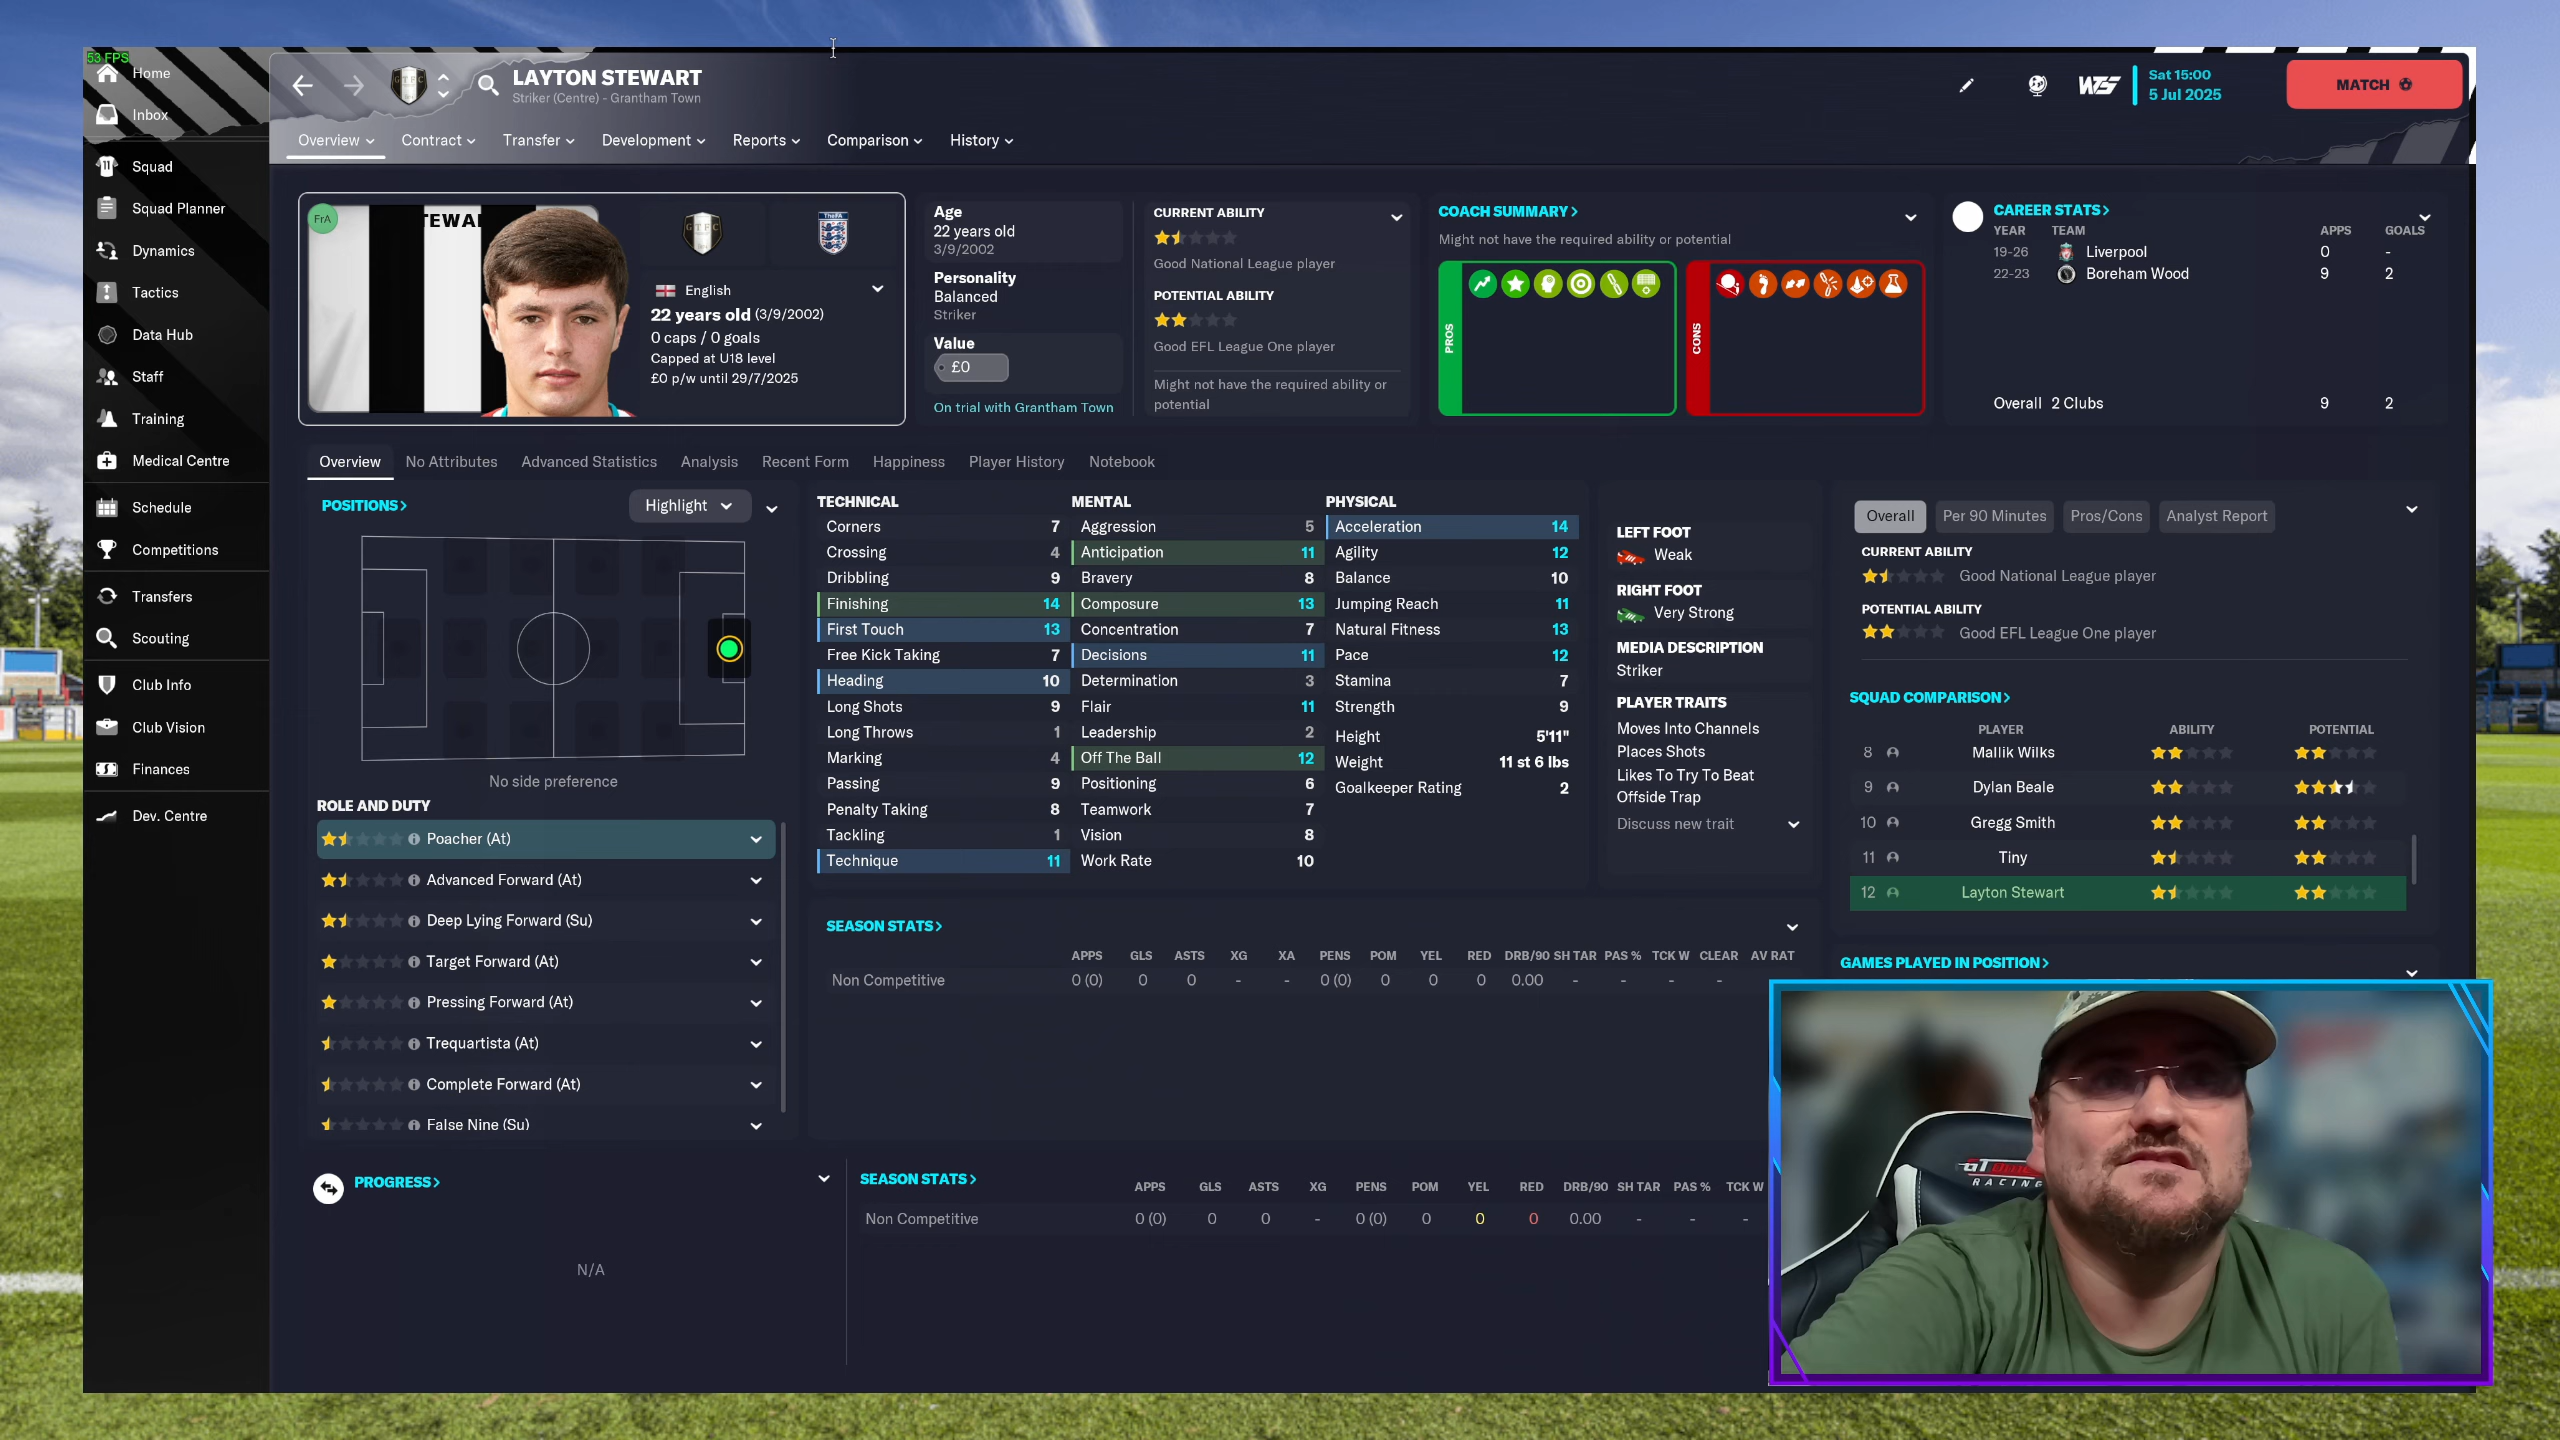 53 FPS
Home
Inbox
Squad
Squad Planner
Dynamics
Tactics
Data Hub
Staff
Training
Medical Centre
Schedule
Competitions
Transfers
Scouting
Club Info
Club Vision
Finances
Dev. Centre
LAYTON STEWART
Striker (Centre) - Grantham Town
Sat 15:00
5 Jul 2025
MATCH
Overview Contract Transfer Development Reports Comparison History
FrA
TEWA
English
22 years old (3/9/2002)
0 caps / 0 goals
Capped at U18 level
£0 p/w until 29/7/2025
Age
22 years old
3/9/2002
Personality
Balanced
Striker
Value
£0
On trial with Grantham Town
CURRENT ABILITY
Good National League player
POTENTIAL ABILITY
Good EFL League One player
Might not have the required ability or
potential
COACH SUMMARY >
Might not have the required ability or potential
PROS
CONS
CAREER STATS >
YEAR TEAM APPS GOALS
19-26 Liverpool 0 -
22-23 Boreham Wood 9 2
Overall 2 Clubs 9 2
Overview No Attributes Advanced Statistics Analysis Recent Form Happiness Player History Notebook
POSITIONS >
Highlight
No side preference
ROLE AND DUTY
Poacher (At)
Advanced Forward (At)
Deep Lying Forward (Su)
Target Forward (At)
Pressing Forward (At)
Trequartista (At)
Complete Forward (At)
False Nine (Su)
TECHNICAL MENTAL PHYSICAL
Corners 7 Aggression 5 Acceleration 14
Crossing 4 Anticipation 11 Agility 12
Dribbling 9 Bravery 8 Balance 10
Finishing 14 Composure 13 Jumping Reach 11
First Touch 13 Concentration 7 Natural Fitness 13
Free Kick Taking 7 Decisions 11 Pace 12
Heading 10 Determination 3 Stamina 7
Long Shots 9 Flair 11 Strength 9
Long Throws 1 Leadership 2 Height 5'11"
Marking 4 Off The Ball 12 Weight 11 st 6 lbs
Passing 9 Positioning 6 Goalkeeper Rating 2
Penalty Taking 8 Teamwork 7
Tackling 1 Vision 8
Technique 11 Work Rate 10
LEFT FOOT
Weak
RIGHT FOOT
Very Strong
MEDIA DESCRIPTION
Striker
PLAYER TRAITS
Moves Into Channels
Places Shots
Likes To Try To Beat
Offside Trap
Discuss new trait
Overall Per 90 Minutes Pros/Cons Analyst Report
CURRENT ABILITY
Good National League player
POTENTIAL ABILITY
Good EFL League One player
SQUAD COMPARISON >
PLAYER ABILITY POTENTIAL
8 Mallik Wilks
9 Dylan Beale
10 Gregg Smith
11 Tiny
12 Layton Stewart
GAMES PLAYED IN POSITION >
SEASON STATS >
APPS GLS ASTS XG XA PENS POM YEL RED DRB/90 SH TAR PAS % TCK W CLEAR AV RAT
Non Competitive 0 (0) 0 0 - - 0 (0) 0 0 0 0.00 - - - -
PROGRESS >
N/A
SEASON STATS >
APPS GLS ASTS XG PENS POM YEL RED DRB/90 SH TAR PAS % TCK W
Non Competitive 0 (0) 0 0 - 0 (0) 0 0 0 0.00 - - -
RACING